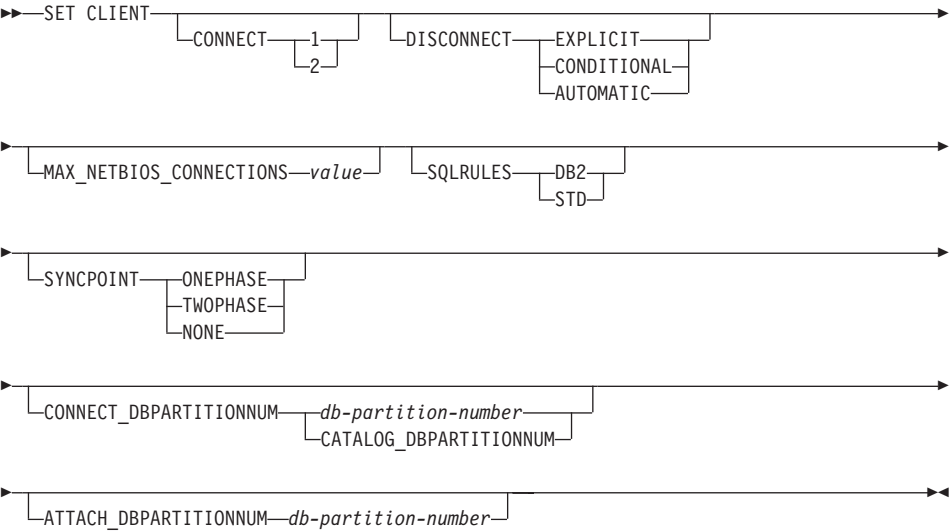 SET CLIENT
CONNECT 1 DISCONNECT EXPLICIT
2 CONDITIONAL
AUTOMATIC
MAX_NETBIOS_CONNECTIONS value SQLRULES DB2
STD
SYNCPOINT ONEPHASE
TWOPHASE
NONE
CONNECT_DBPARTITIONNUM db-partition-number
CATALOG_DBPARTITIONNUM
ATTACH_DBPARTITIONNUM db-partition-number